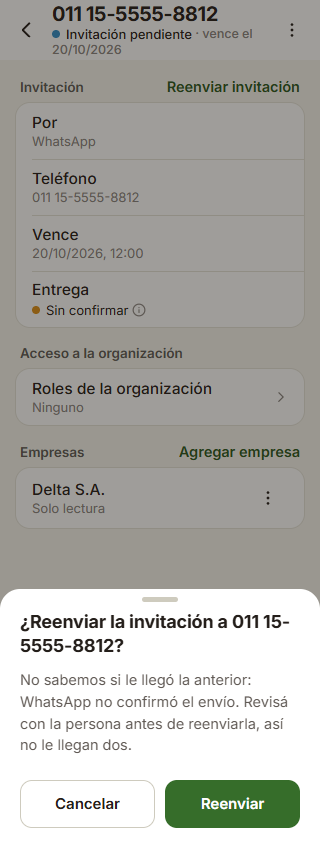 011 15-5555-8812
Invitación pendiente · vence el
20/10/2026
Invitación
Reenviar invitación
Por
WhatsApp
Teléfono
011 15-5555-8812
Vence
20/10/2026, 12:00
Entrega
Sin confirmar
Acceso a la organización
Roles de la organización
Ninguno
Empresas
Agregar empresa
Delta S.A.
Solo lectura
¿Reenviar la invitación a 011 15-
5555-8812?
No sabemos si le llegó la anterior:
WhatsApp no confirmó el envío. Revisá
con la persona antes de reenviarla, así
no le llegan dos.
Cancelar
Reenviar